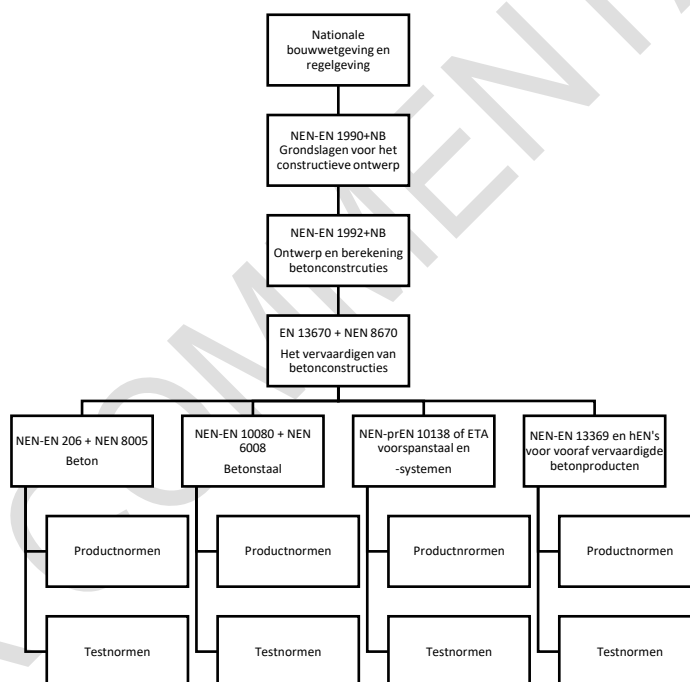 Nationale
bouwwetgeving en
regelgeving
NEN-EN 1990+NB
Grondslagen voor het
constructieve ontwerp
NEN-EN 1992+NB
Ontwerp en berekening
betonconstrcuties
EN 13670 + NEN 8670
Het vervaardigen van
betonconstructies
NEN-EN 206 + NEN 8005
Beton
NEN-EN 10080 + NEN
6008
Betonstaal
NEN-prEN 10138 of ETA
voorspanstaal en
-systemen
NEN-EN 13369 en hEN's
voor vooraf vervaardigde
betonproducten
Productnormen
Productnormen
Productnrormen
Productnormen
Testnormen
Testnormen
Testnormen
Testnormen